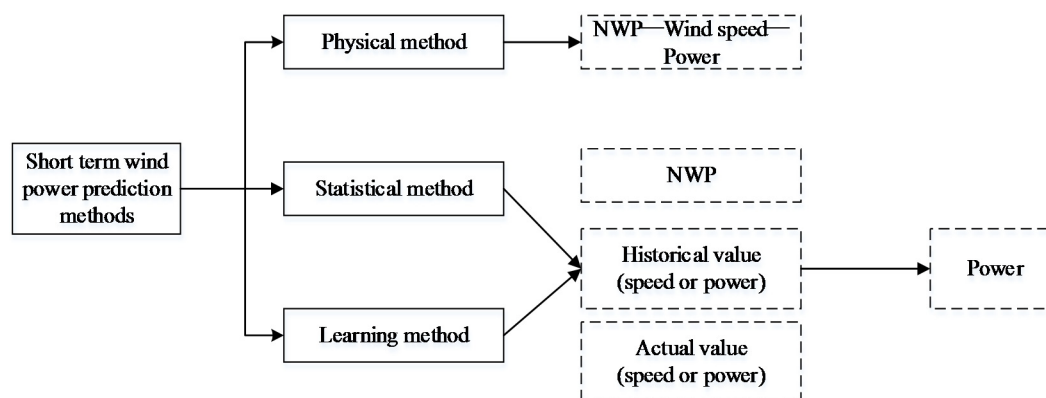 Physical method
NWP—Wind speed—
Power
Short term wind
power prediction
methods
Statistical method
NWP
Historical value
(speed or power)
Power
Learning method
Actual value
(speed or power)